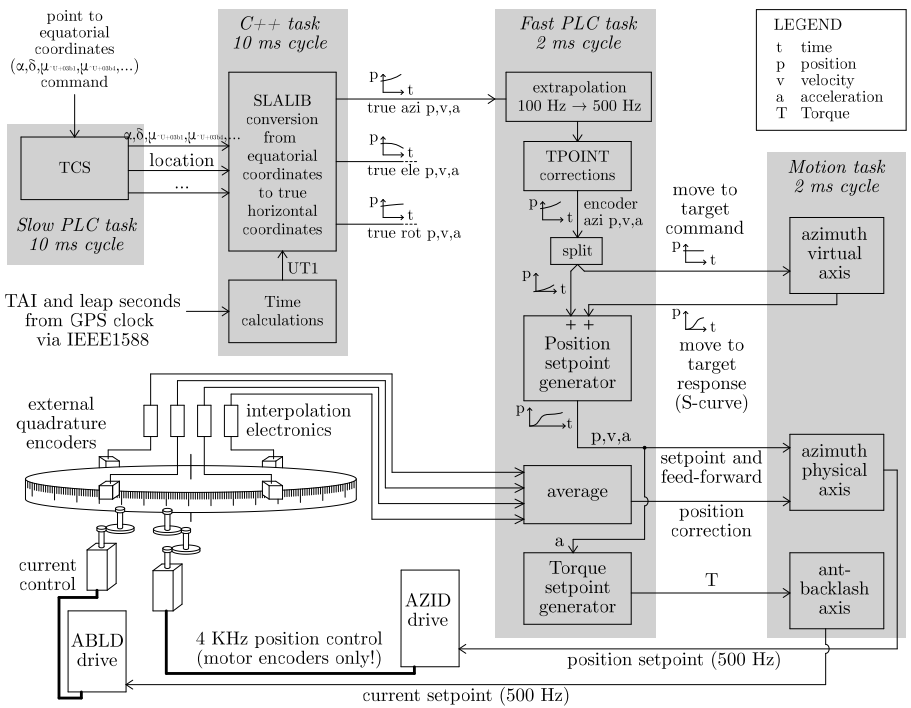 point to
equatorial
coordinates
(α,δ,μ-U+03b1,μ-U+03b4,...)
command
C++ task
10 ms cycle
Fast PLC task
2 ms cycle
LEGEND
t time
p position
v velocity
a acceleration
T Torque
TCS
Slow PLC task
10 ms cycle
α,δ,μ-U+03b1,μ-U+03b4,...
location
...
SLALIB
conversion
from
equatorial
coordinates
to true
horizontal
coordinates
UT1
Time
calculations
TAI and leap seconds
from GPS clock
via IEEE1588
p
t
true azi p,v,a
p
t
true ele p,v,a
p
t
true rot p,v,a
extrapolation
100 Hz → 500 Hz
TPOINT
corrections
p
t
encoder
azi p,v,a
split
p
t
+ +
Position
setpoint
generator
p
t
p,v,a
Motion task
2 ms cycle
move to
target
command
p
t
azimuth
virtual
axis
p
t
move to
target
response
(S-curve)
external
quadrature
encoders
interpolation
electronics
average
setpoint and
feed-forward
position
correction
azimuth
physical
axis
a
Torque
setpoint
generator
T
ant-
backlash
axis
current
control
ABLD
drive
AZID
drive
4 KHz position control
(motor encoders only!)
position setpoint (500 Hz)
current setpoint (500 Hz)